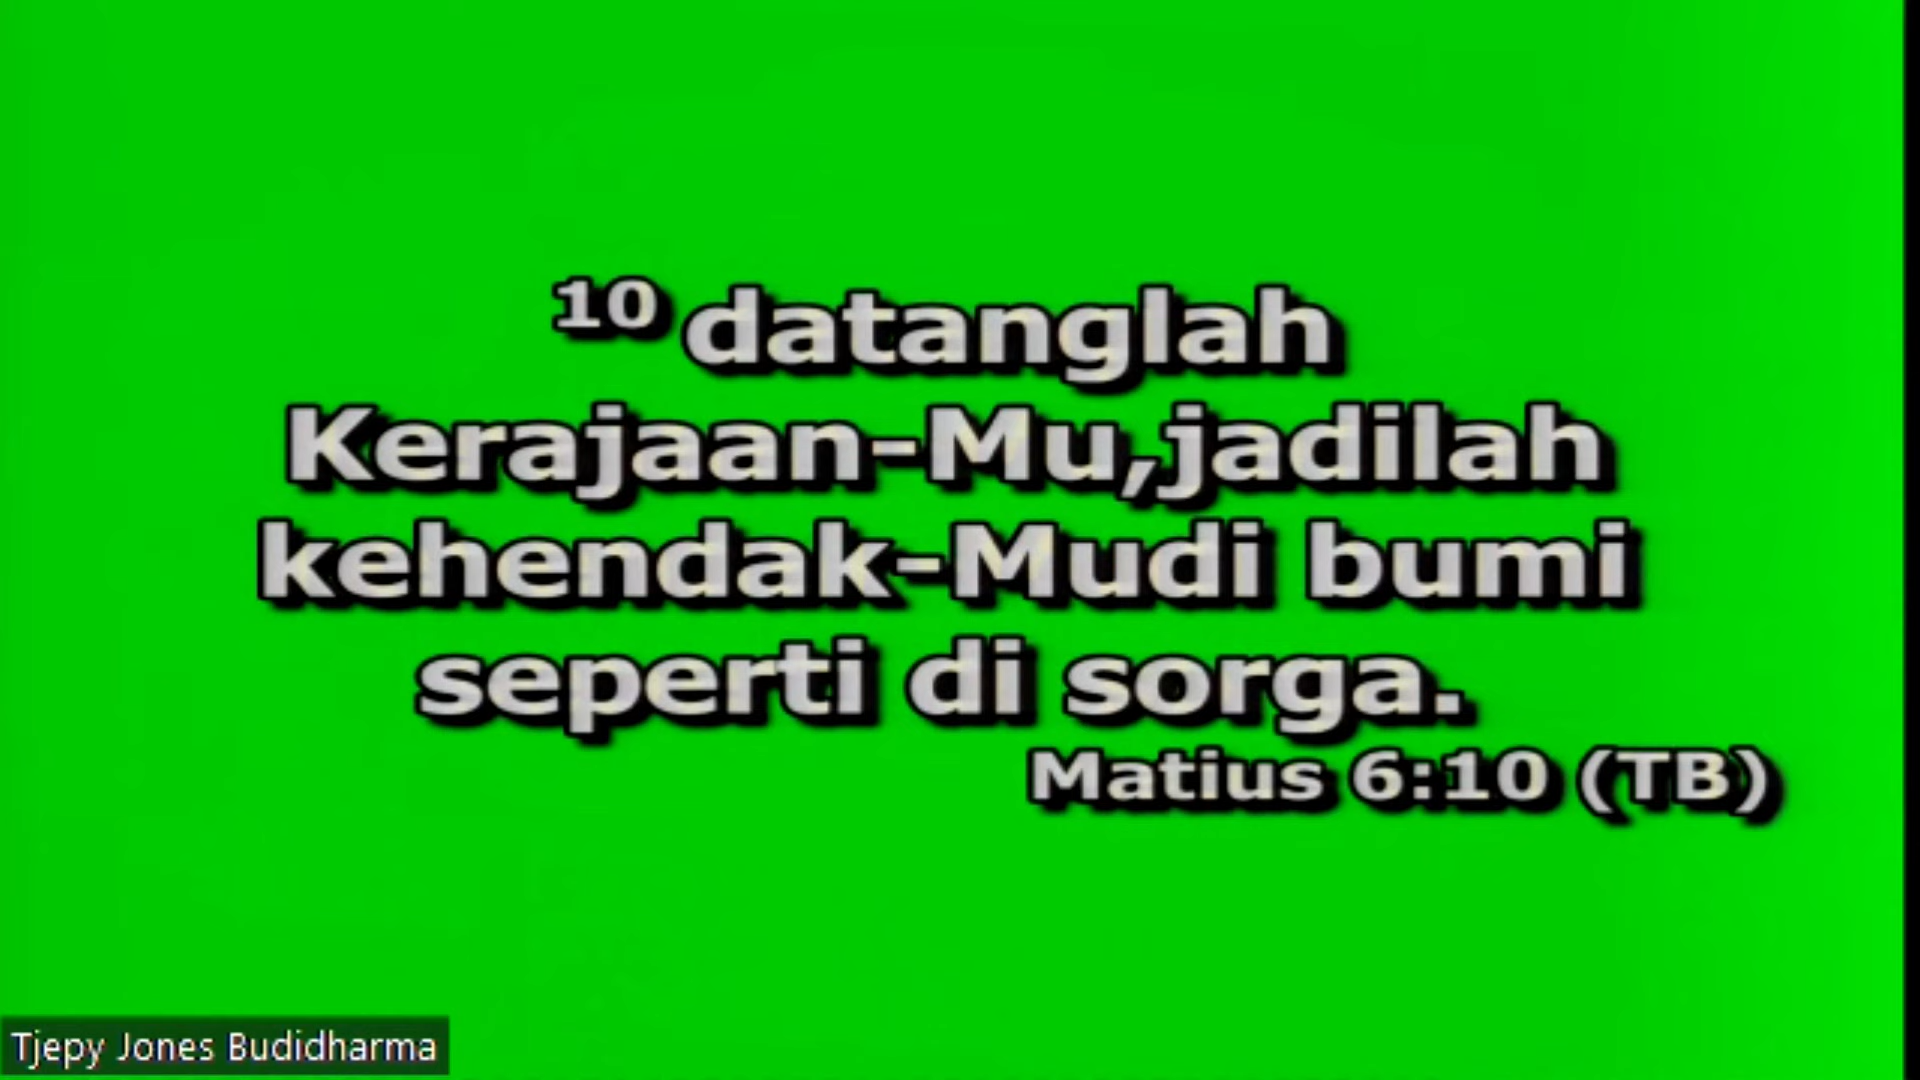 10 datanglah
Kerajaan-Mu,jadilah
kehendak-Mudi bumi
seperti di sorga.
Matius 6:10 (TB)
Tjepy Jones Budidharma